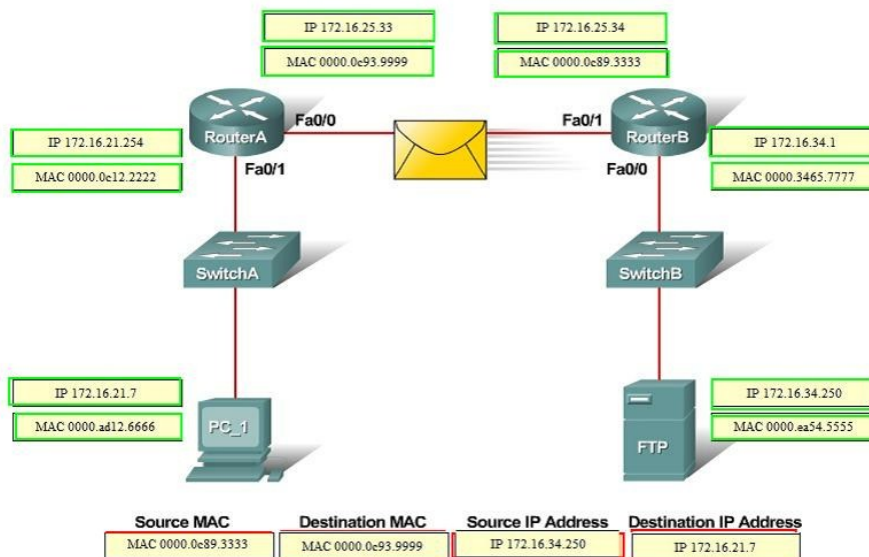 IP 172.16.25.33
IP 172.16.25.34
MAC 0000.0c93.9999
MAC 0000.0c89.3333
Fa0/0
Fa0/1
RouterA
RouterB
IP 172.16.21.254
IP 172.16.34.1
Fa0/1
Fa0/0
MAC 0000.0c12.2222
MAC 0000.3465.7777
SwitchA
SwitchB
IP 172.16.21.7
IP 172.16.34.250
MAC 0000.ad12.6666
MAC 0000.ea54.5555
PC_1
FTP
Source MAC
Destination MAC
Source IP Address
Destination IP Address
MAC 0000.0c89.3333
MAC 0000.0c93.9999
IP 172.16.34.250
IP 172.16.21.7